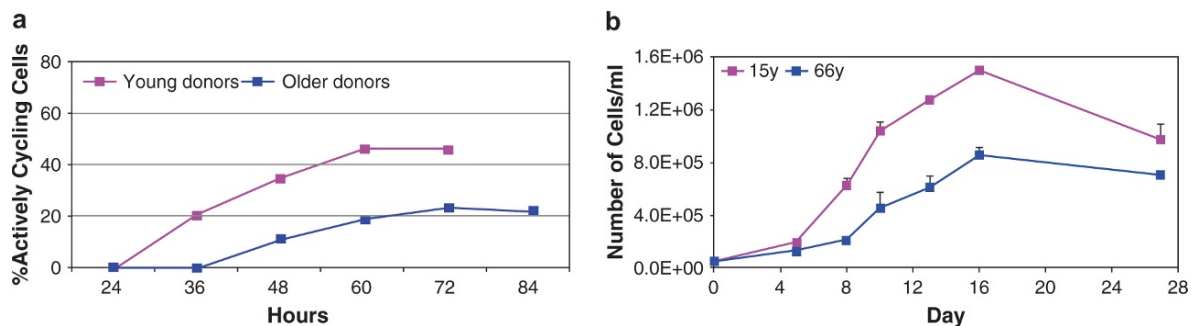 a
%Actively Cycling Cells
80
60
40
20
0
Young donors
Older donors
24 36 48 60 72 84
Hours
b
Number of Cells/ml
1.6E+06
1.2E+06
8.0E+05
4.0E+05
0.0E+00
15y
66y
0 4 8 12 16 20 24 28
Day